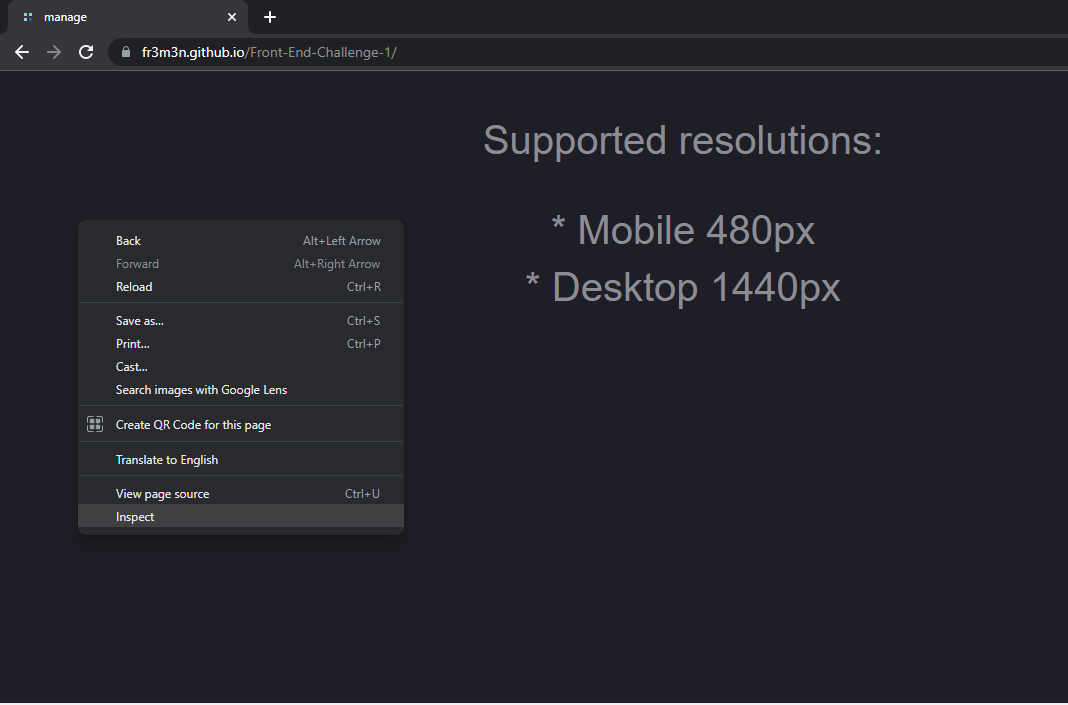 manage
fr3m3n.github.io/Front-End-Challenge-1/
Supported resolutions:
* Mobile 480px
* Desktop 1440px
Back Alt+Left Arrow
Forward Alt+Right Arrow
Reload Ctrl+R
Save as... Ctrl+S
Print... Ctrl+P
Cast...
Search images with Google Lens
Create QR Code for this page
Translate to English
View page source Ctrl+U
Inspect